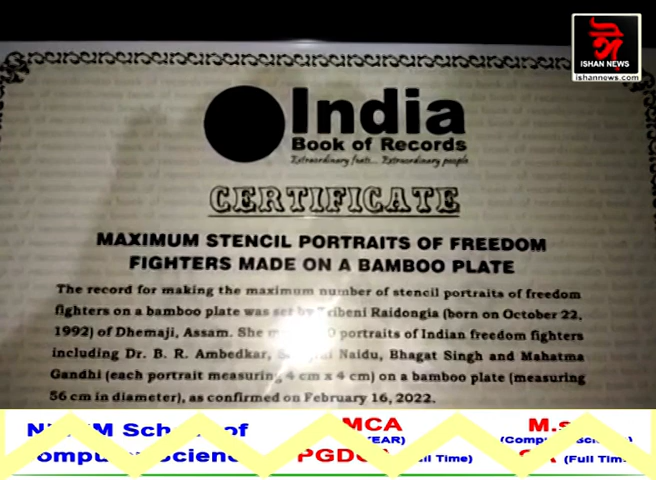 ঈ
ISHAN NEWS
ishannews.com
India
Book of Records
Extraordinary feats... Extraordinary people
CERTIFICATE
MAXIMUM STENCIL PORTRAITS OF FREEDOM
FIGHTERS MADE ON A BAMBOO PLATE
The record for making the maximum number of stencil portraits of freedom
fighters on a bamboo plate was set by Tribeni Raidongia (born on October 22,
1992) of Dhemaji, Assam. She portraits of Indian freedom fighters
including Dr. B. R. Ambedkar, Naidu, Bhagat Singh and Mahatma
Gandhi (each portrait measuring 4 cm x 4 cm) on a bamboo plate (measuring
56 cm in diameter), as confirmed on February 16, 2022.
School of MCA
Science
(Full Time)